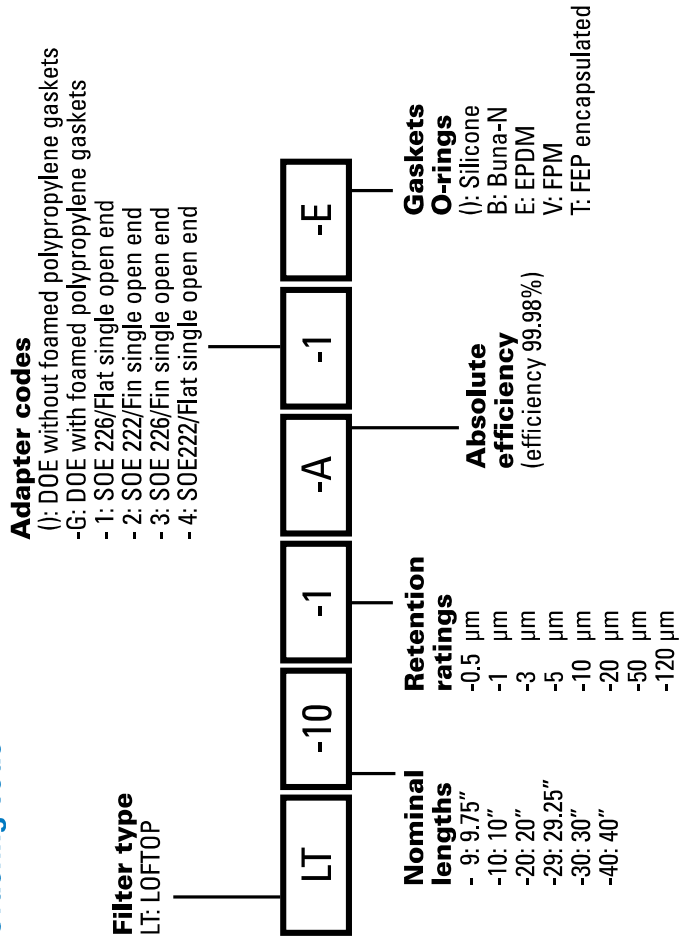 Filter type
LT: LOFTOP
Adapter codes
(): DOE without foamed polypropylene gaskets
-G: DOE with foamed polypropylene gaskets
- 1: SOE 226/Flat single open end
- 2: SOE 222/Fin single open end
- 3: SOE 226/Fin single open end
- 4: SOE222/Flat single open end
LT -10 -1 -A -1 -E
Nominal
lengths
- 9: 9.75"
-10: 10"
-20: 20"
-29: 29.25"
-30: 30"
-40: 40"
Retention
ratings
-0.5 µm
-1 µm
-3 µm
-5 µm
-10 µm
-20 µm
-50 µm
-120 µm
Absolute
efficiency
(efficiency 99.98%)
Gaskets
O-rings
(): Silicone
B: Buna-N
E: EPDM
V: FPM
T: FEP encapsulated